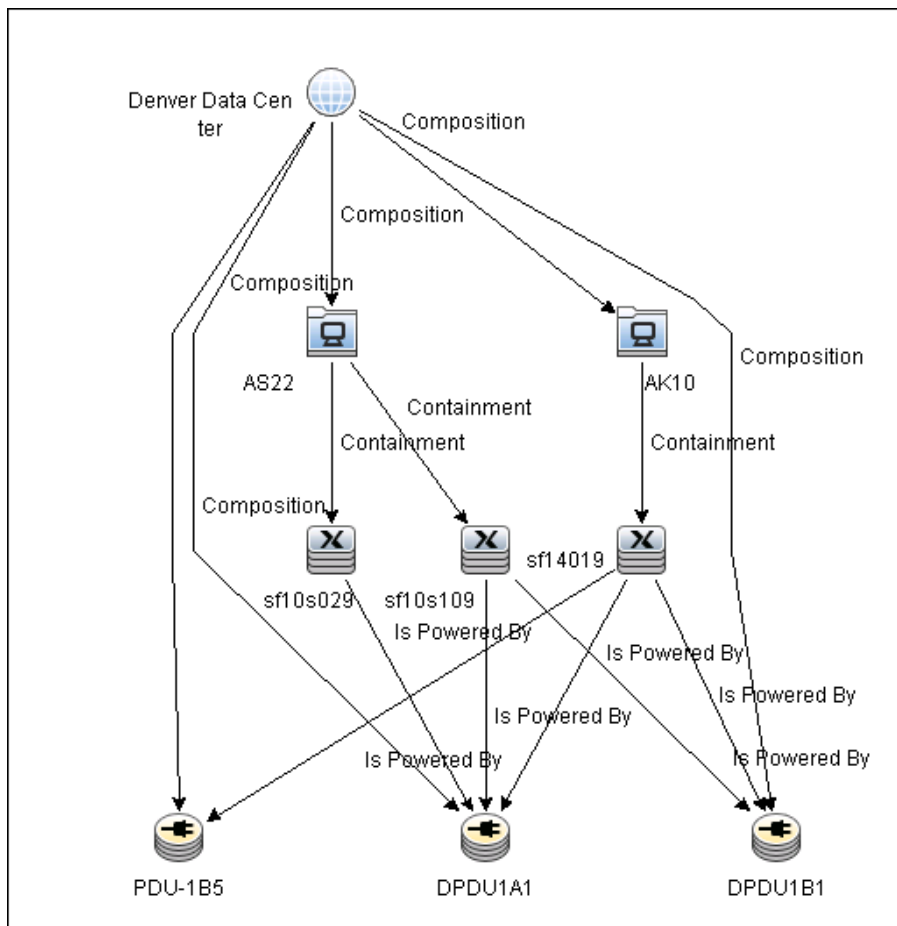 Denver Data Cen
ter
Composition
Composition
Composition
Composition
AS22
AK10
Containment
Containment
Containment
Composition
sf14019
sf10s029
sf10s109
Is Powered By
Is Powered By
Is Powered By
Is Powered By
Is Powered By
Is Powered By
PDU-1B5
DPDU1A1
DPDU1B1